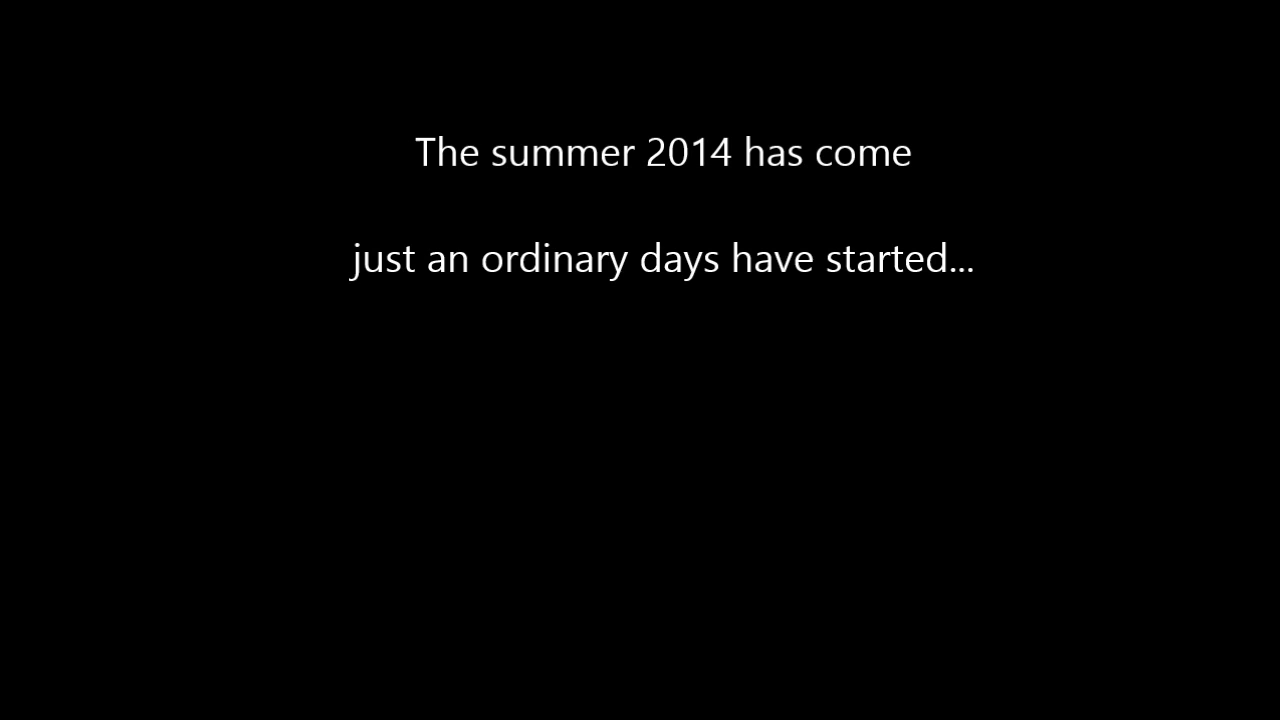 The summer 2014 has come
just an ordinary days have started...